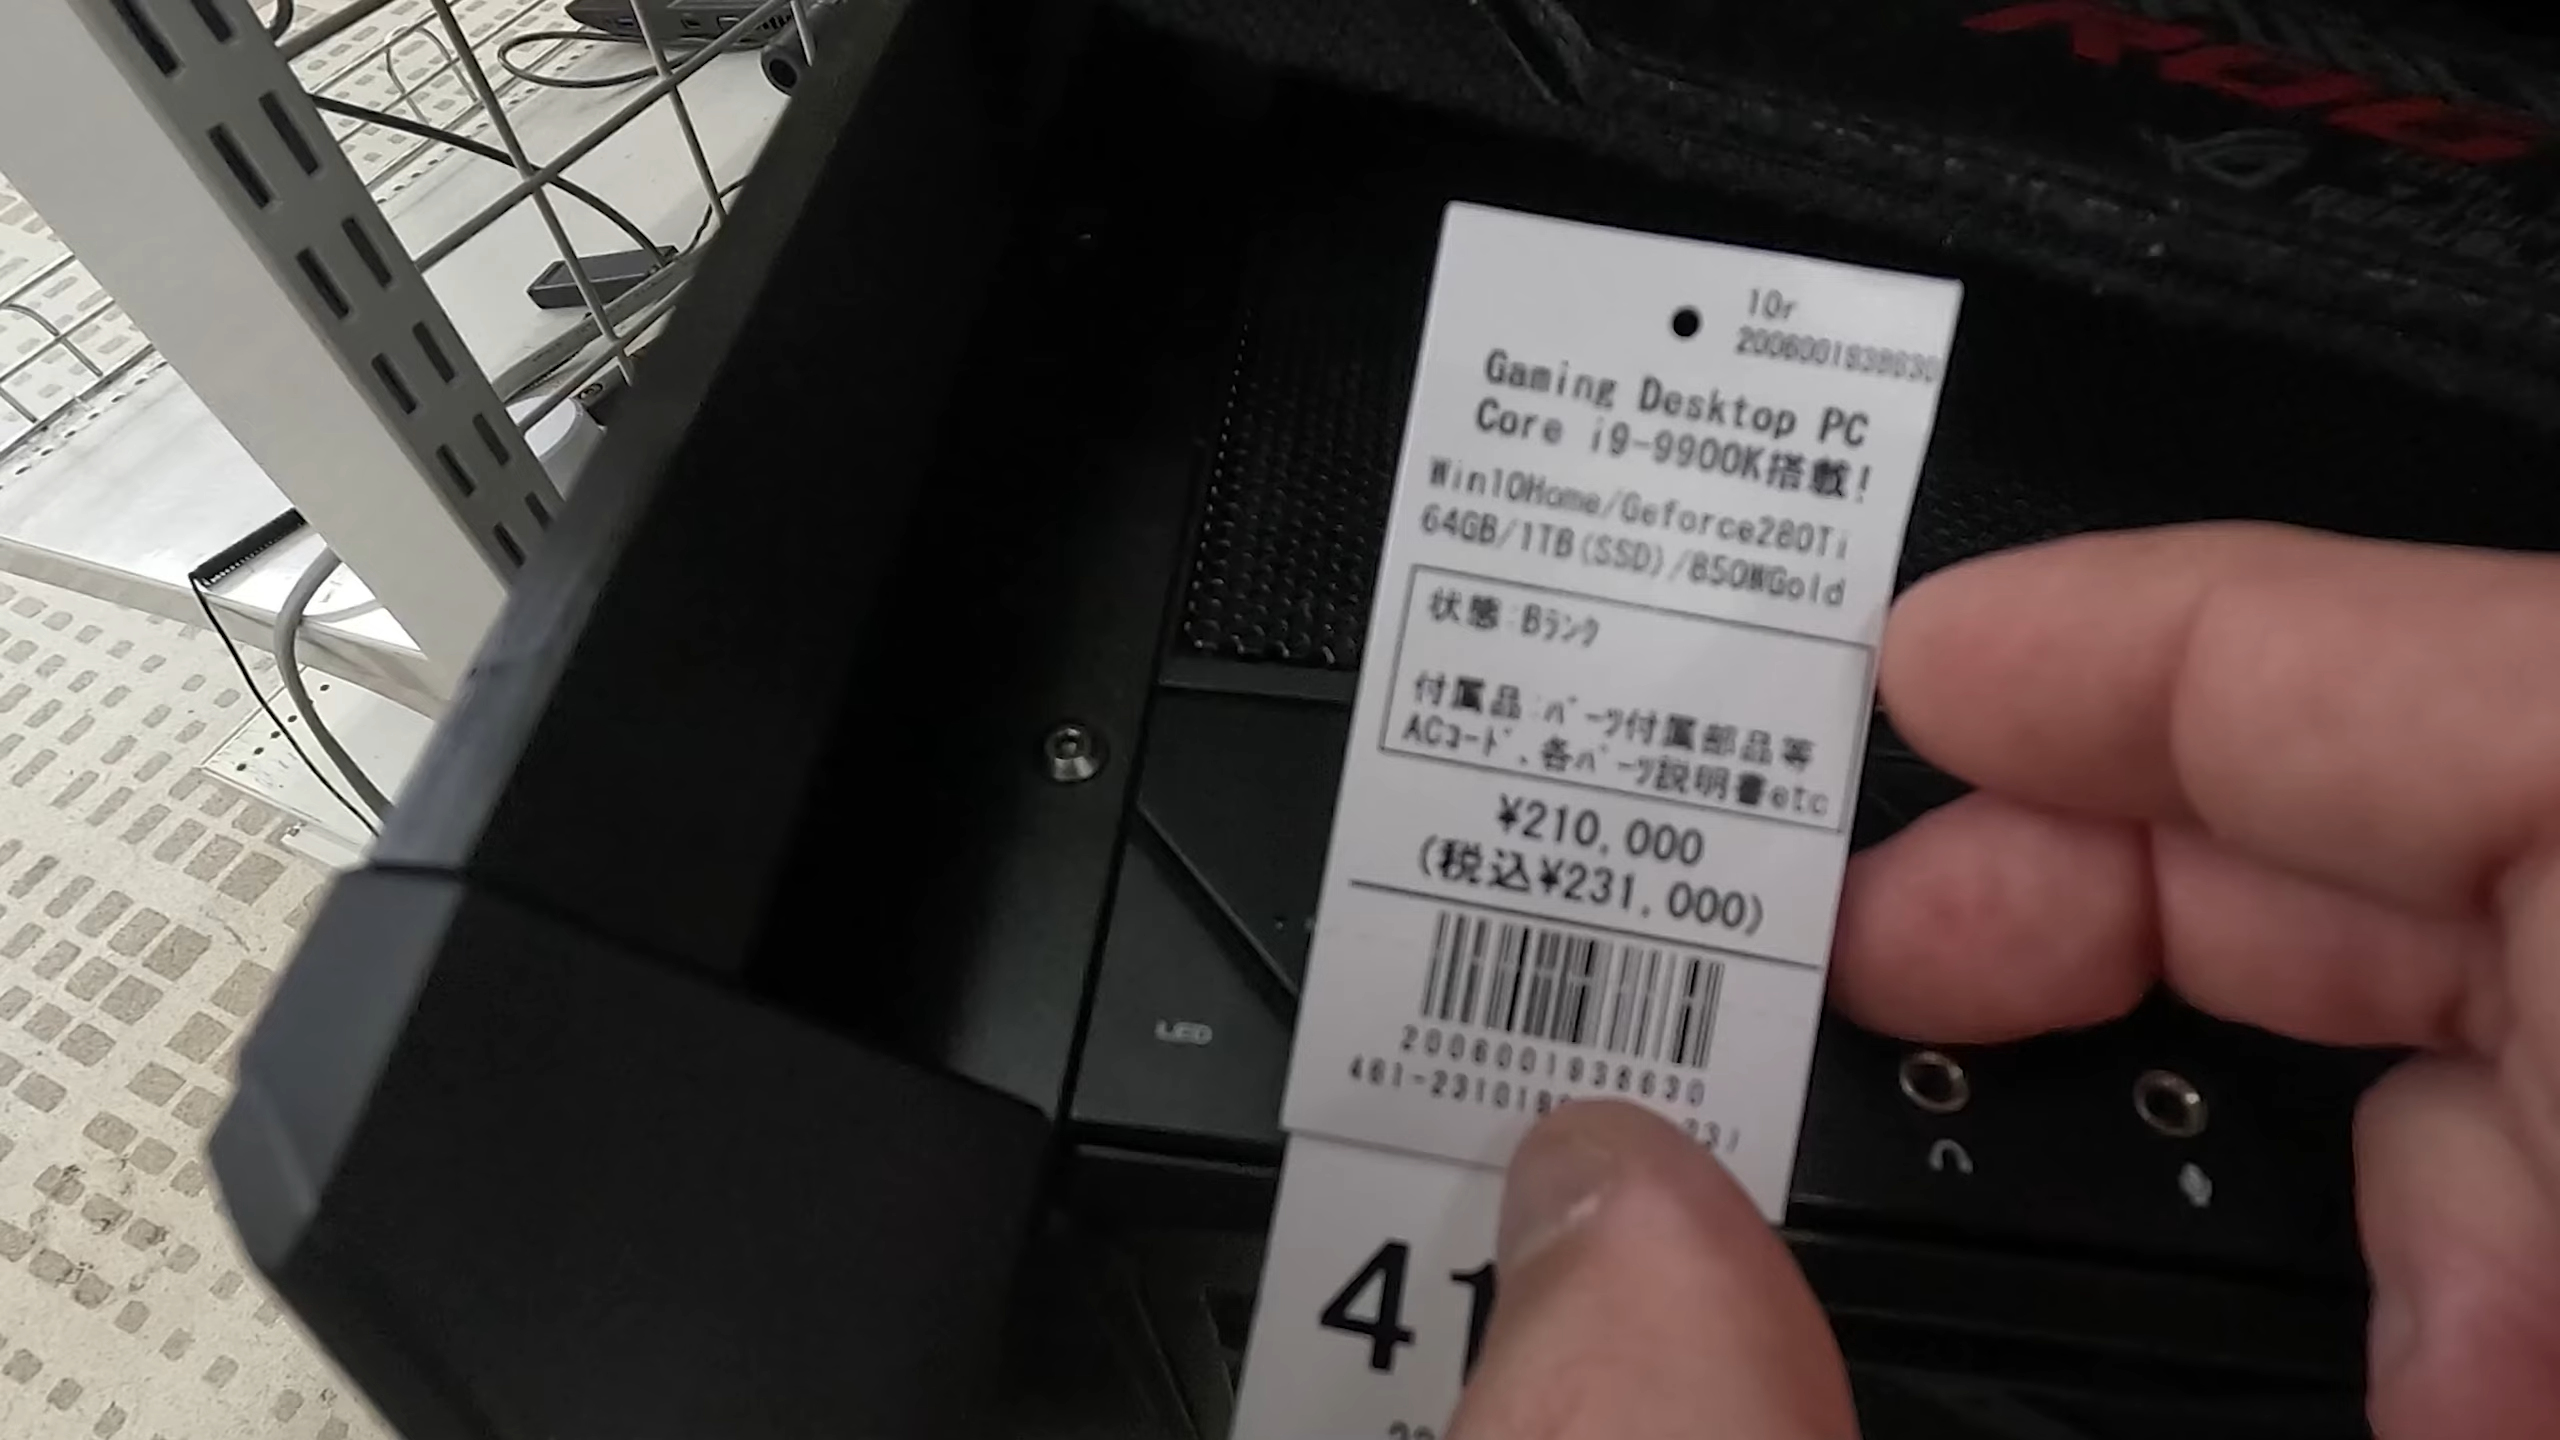 10r
2006001938630
Gaming Desktop PC
Core i9-9900K搭載!
Win10Home/Geforce280Ti
64GB/1TB(SSD)/850WGold
状態:Bランク
付属品:パーツ付属部品等
ACコード、各パーツ説明書etc
¥210,000
(税込¥231,000)
2006001938630
LED
41